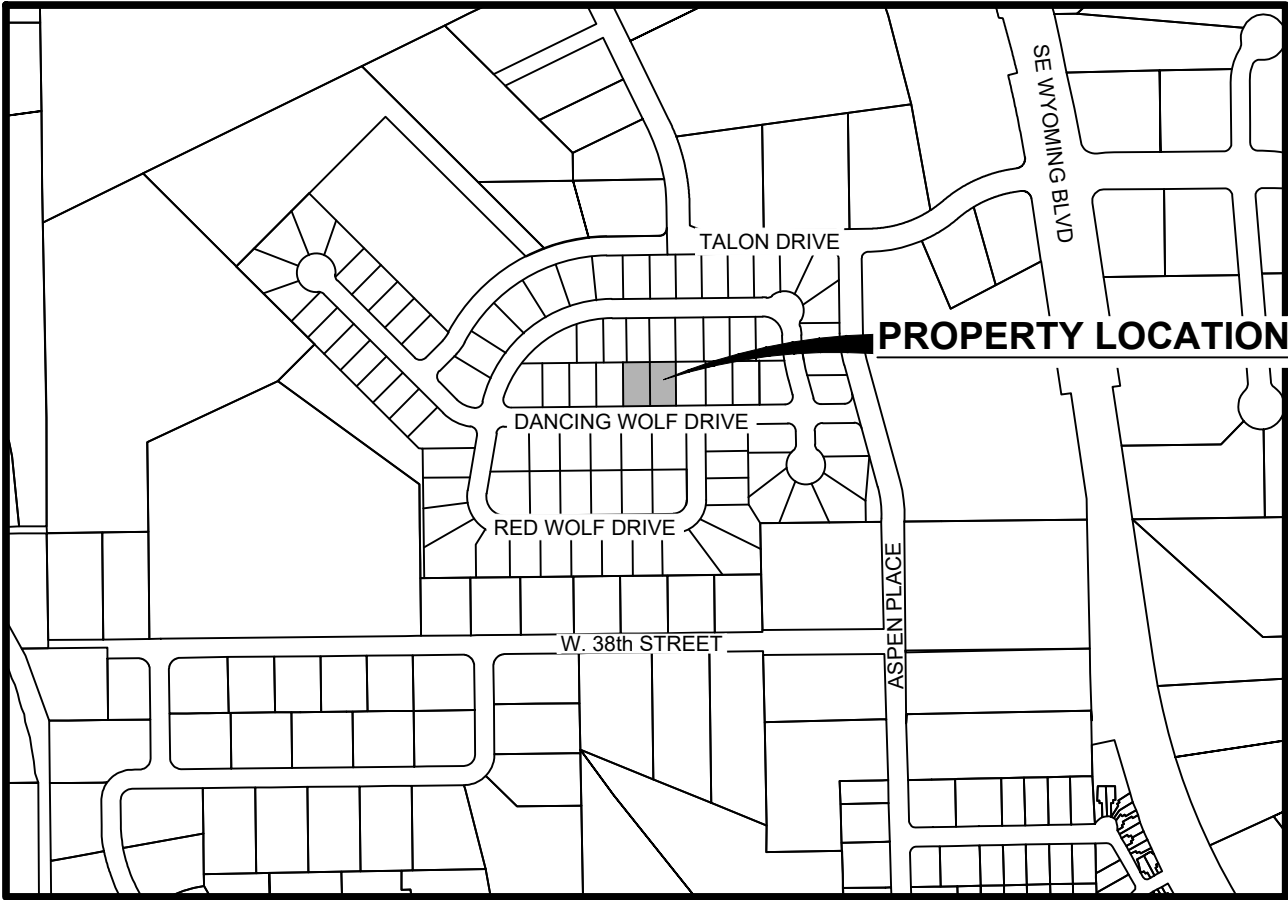 SE WYOMING BLVD
TALON DRIVE
PROPERTY LOCATION
DANCING WOLF DRIVE
RED WOLF DRIVE
ASPEN PLACE
W. 38th STREET